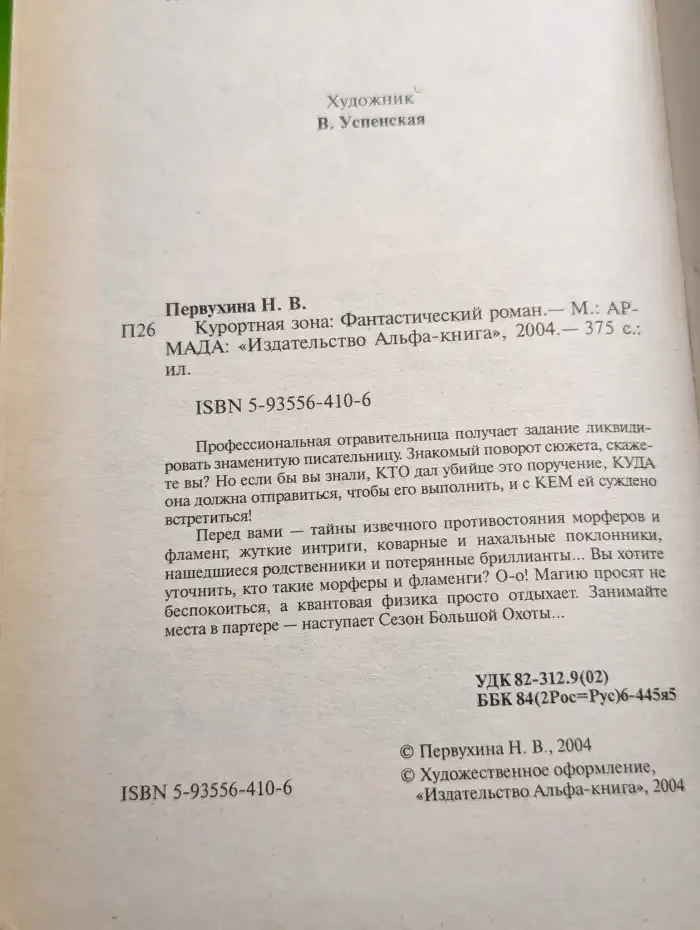 Художник
В. Успенская
Первухина Н. В.
П26 Курортная зона: Фантастический роман.— М.: АР-
МАДА: «Издательство Альфа-книга», 2004.— 375 с.:
ил.
ISBN 5-93556-410-6
Профессиональная отравительница получает задание ликвиди-
ровать знаменитую писательницу. Знакомый поворот сюжета, скаже-
те вы? Но если бы вы знали, КТО дал убийце это поручение, КУДА
она должна отправиться, чтобы его выполнить, и с КЕМ ей суждено
встретиться!
Перед вами — тайны извечного противостояния морферов и
фламенг, жуткие интриги, коварные и нахальные поклонники,
нашедшиеся родственники и потерянные бриллианты... Вы хотите
уточнить, кто такие морферы и фламенги? О-о! Магию просят не
беспокоиться, а квантовая физика просто отдыхает. Занимайте
места в партере — наступает Сезон Большой Охоты...
УДК 82-312.9(02)
ББК 84(2Рос=Рус)6-445я5
© Первухина Н. В., 2004
© Художественное оформление,
ISBN 5-93556-410-6 «Издательство Альфа-книга», 2004